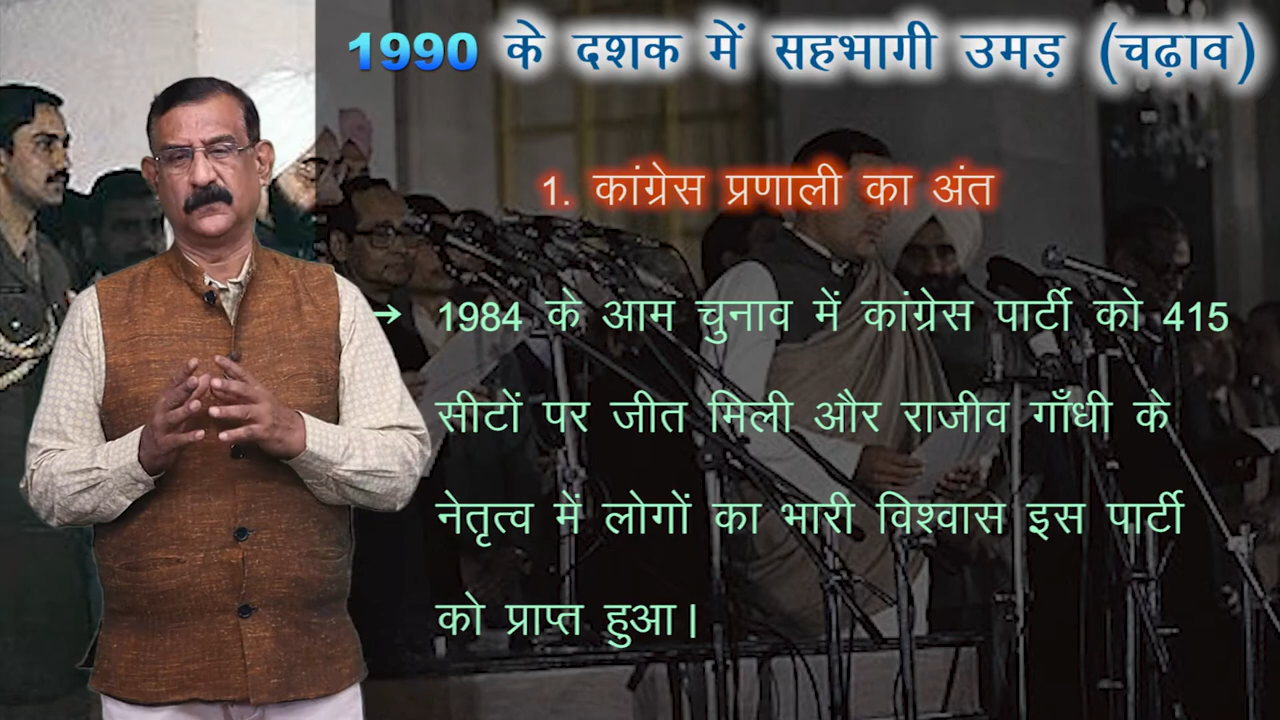 1990 के दशक में सहभागी उमड़ (चढ़ाव)
1. कांग्रेस प्रणाली का अंत
→ 1984 के आम चुनाव में कांग्रेस पार्टी को 415
सीटों पर जीत मिली और राजीव गाँधी के
नेतृत्व में लोगों का भारी विश्वास इस पार्टी
को प्राप्त हुआ।